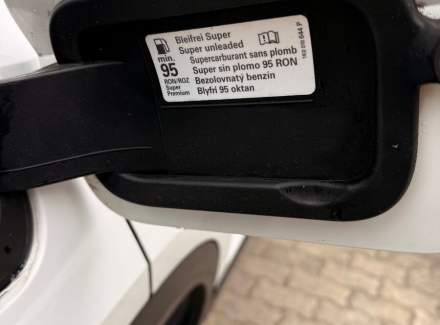 Bleifrei Super
Super unleaded
Supercarburant sans plomb
Super sin plomo 95 RON
Bezolovnatý benzin
Blyfri 95 oktan
min.
95
RON/ROZ
Super
Premium